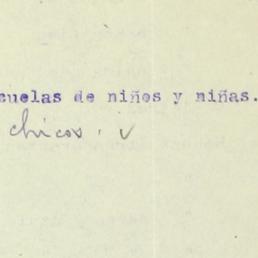 cuelas de niños y niñas.
chicos. v